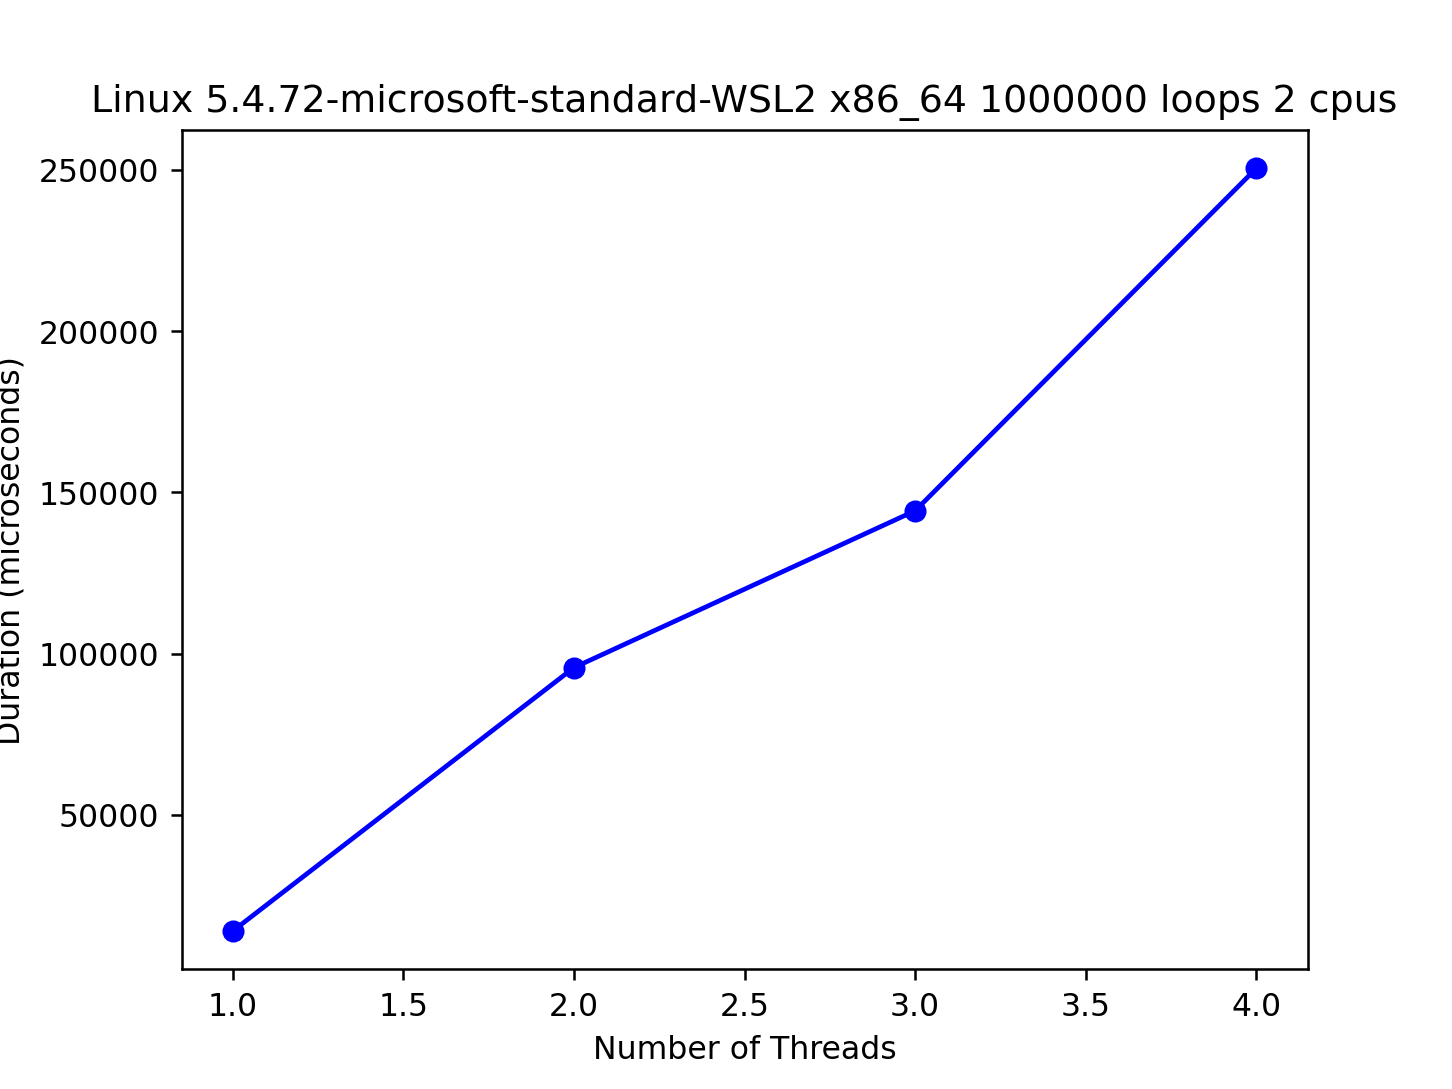 Linux 5.4.72-microsoft-standard-WSL2 x86_64 1000000 loops 2 cpus
250000
200000
150000
100000
50000
Duration (microseconds)
1.0 1.5 2.0 2.5 3.0 3.5 4.0
Number of Threads